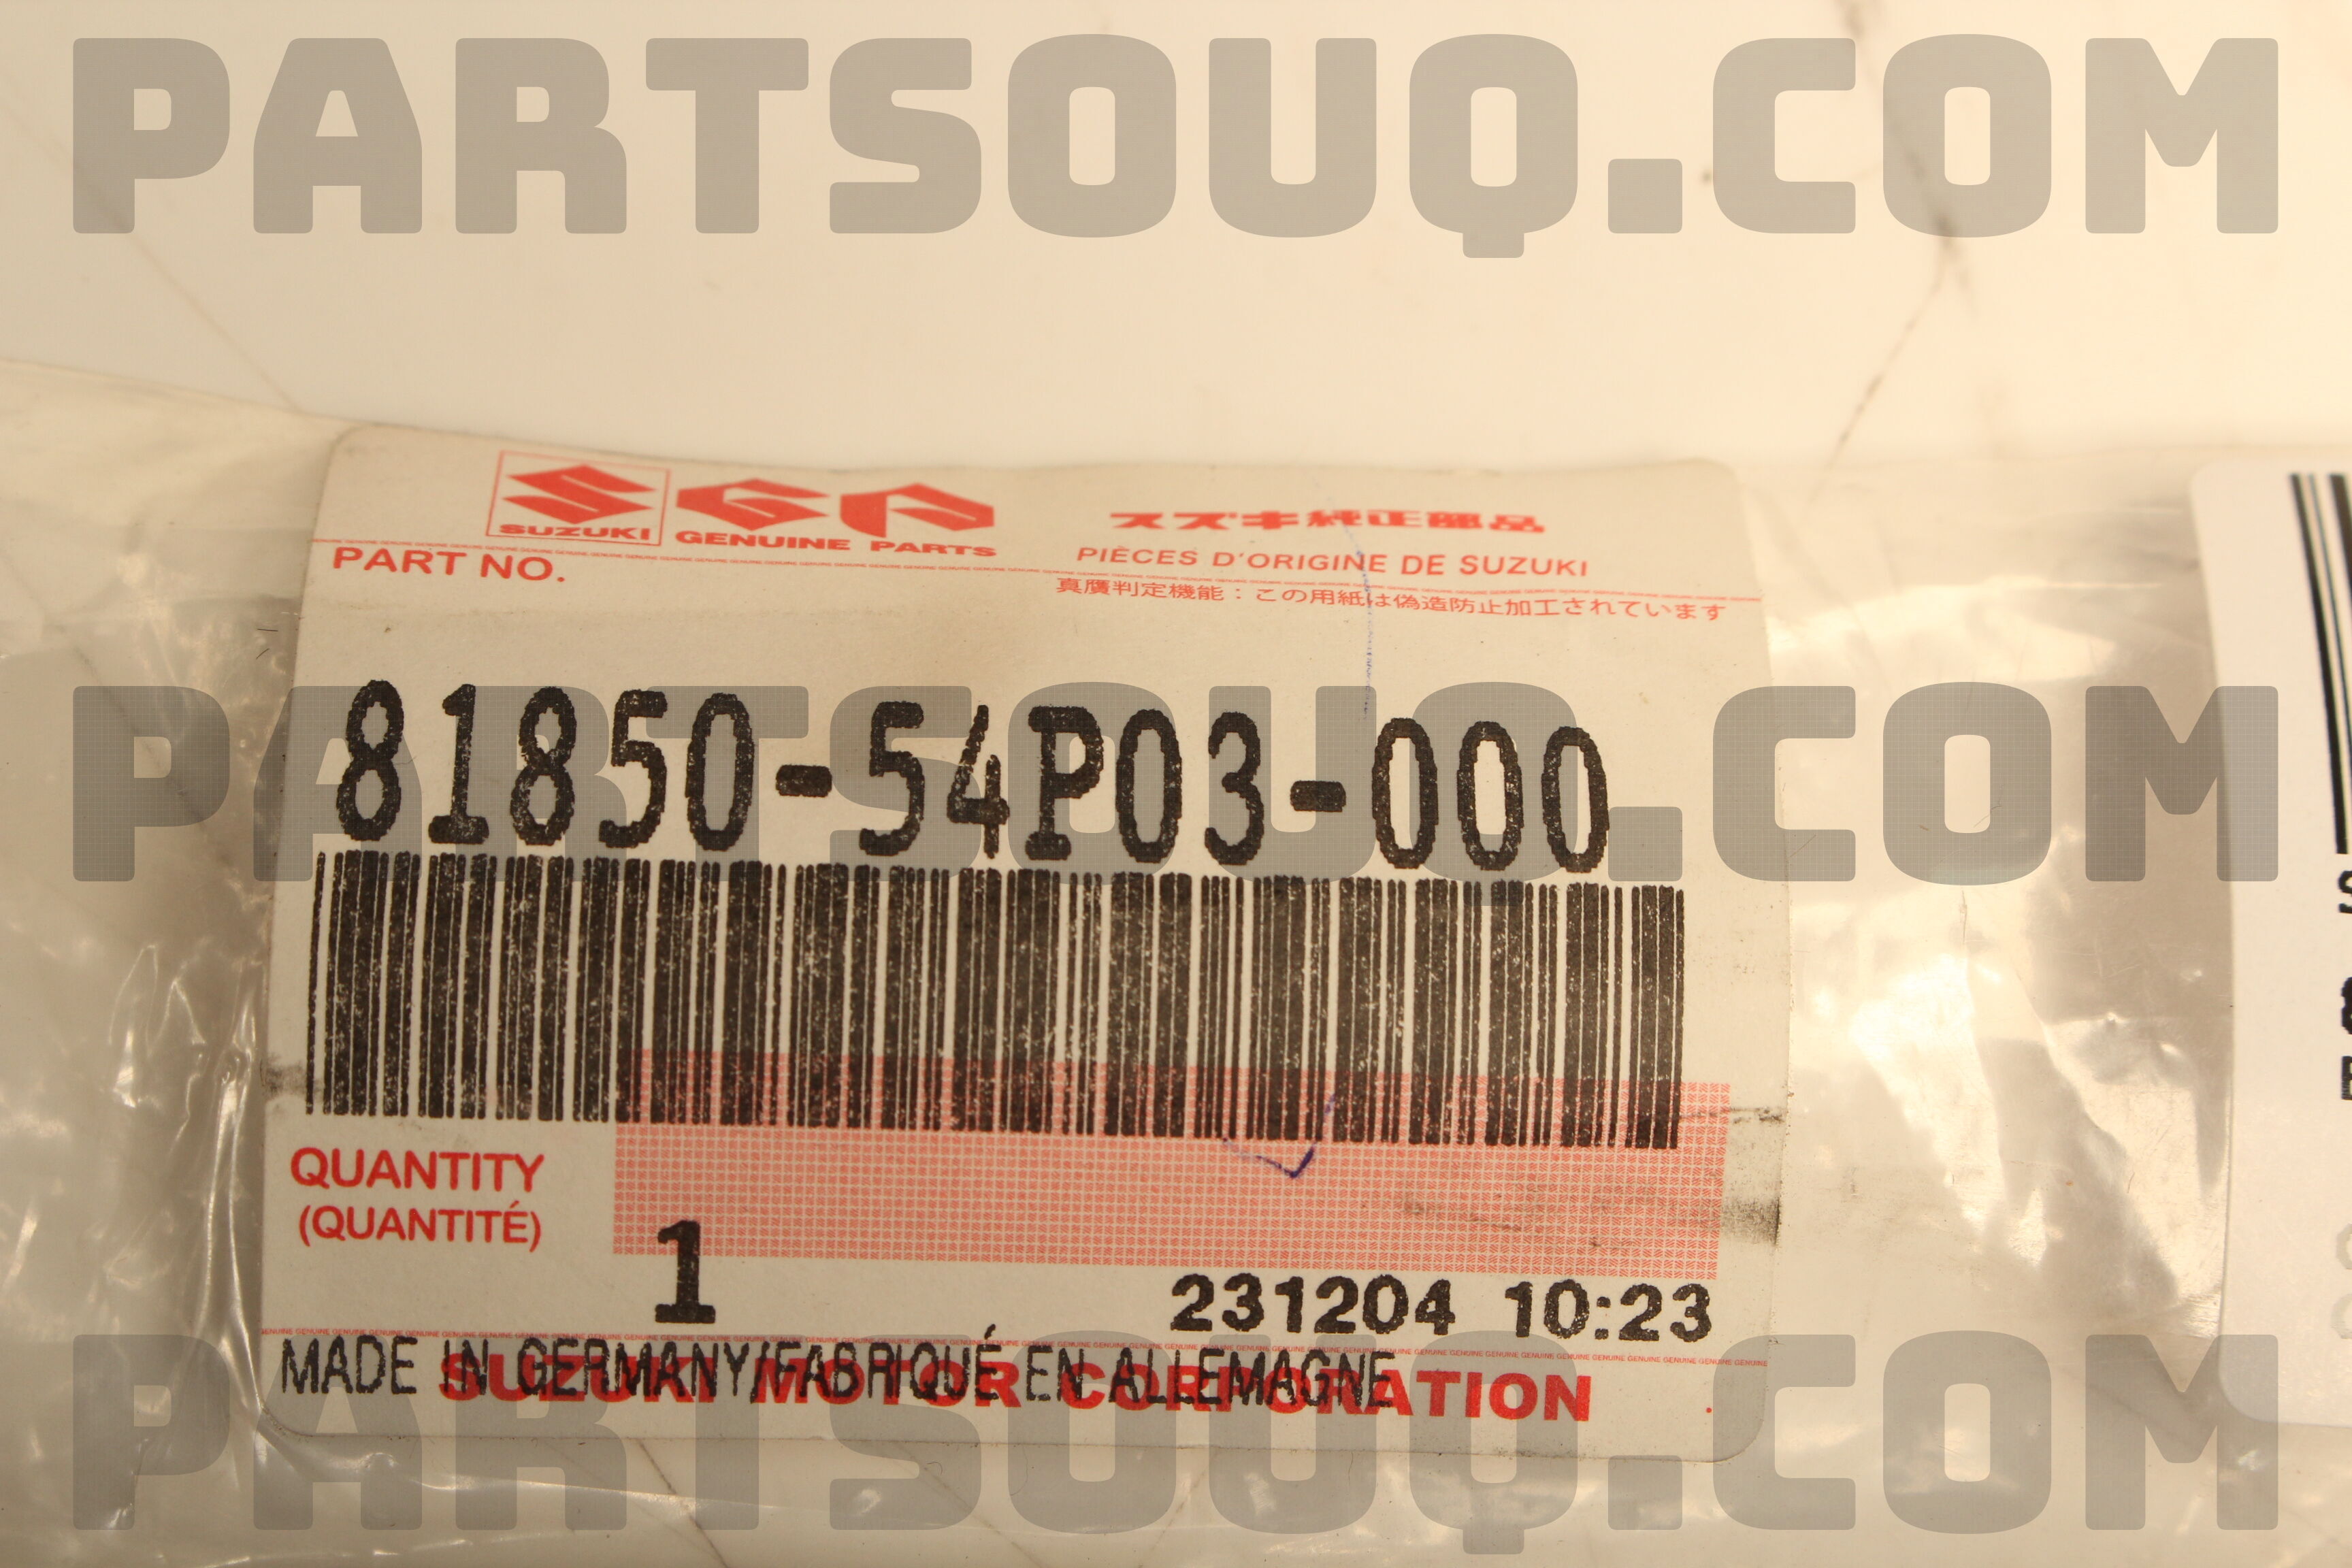 PARTSOUQ.COM
SUZUKI
GENUINE PARTS
スズキ純正部品
PIÈCES D'ORIGINE DE SUZUKI
PART NO.
真贋判定機能：この用紙は偽造防止加工されています
81850-54P03-000
PARTSOUQ.COM
QUANTITY
(QUANTITÉ)
1
231204 10:23
MADE IN GERMANY/FABRIQUÉ EN ALLEMAGNE
SUZUKI MOTOR CORPORATION
PARTSOUQ.COM